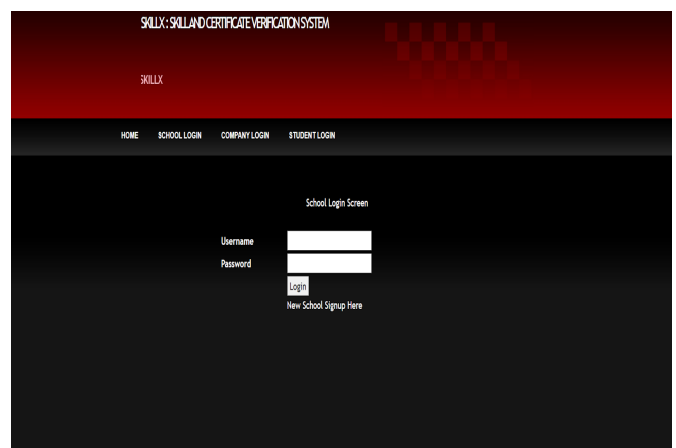 SKILLX : SKILL AND CERTIFICATE VERIFICATION SYSTEM
SKILLX
HOME SCHOOL LOGIN COMPANY LOGIN STUDENT LOGIN
School Login Screen
Username
Password
Login
New School Signup Here